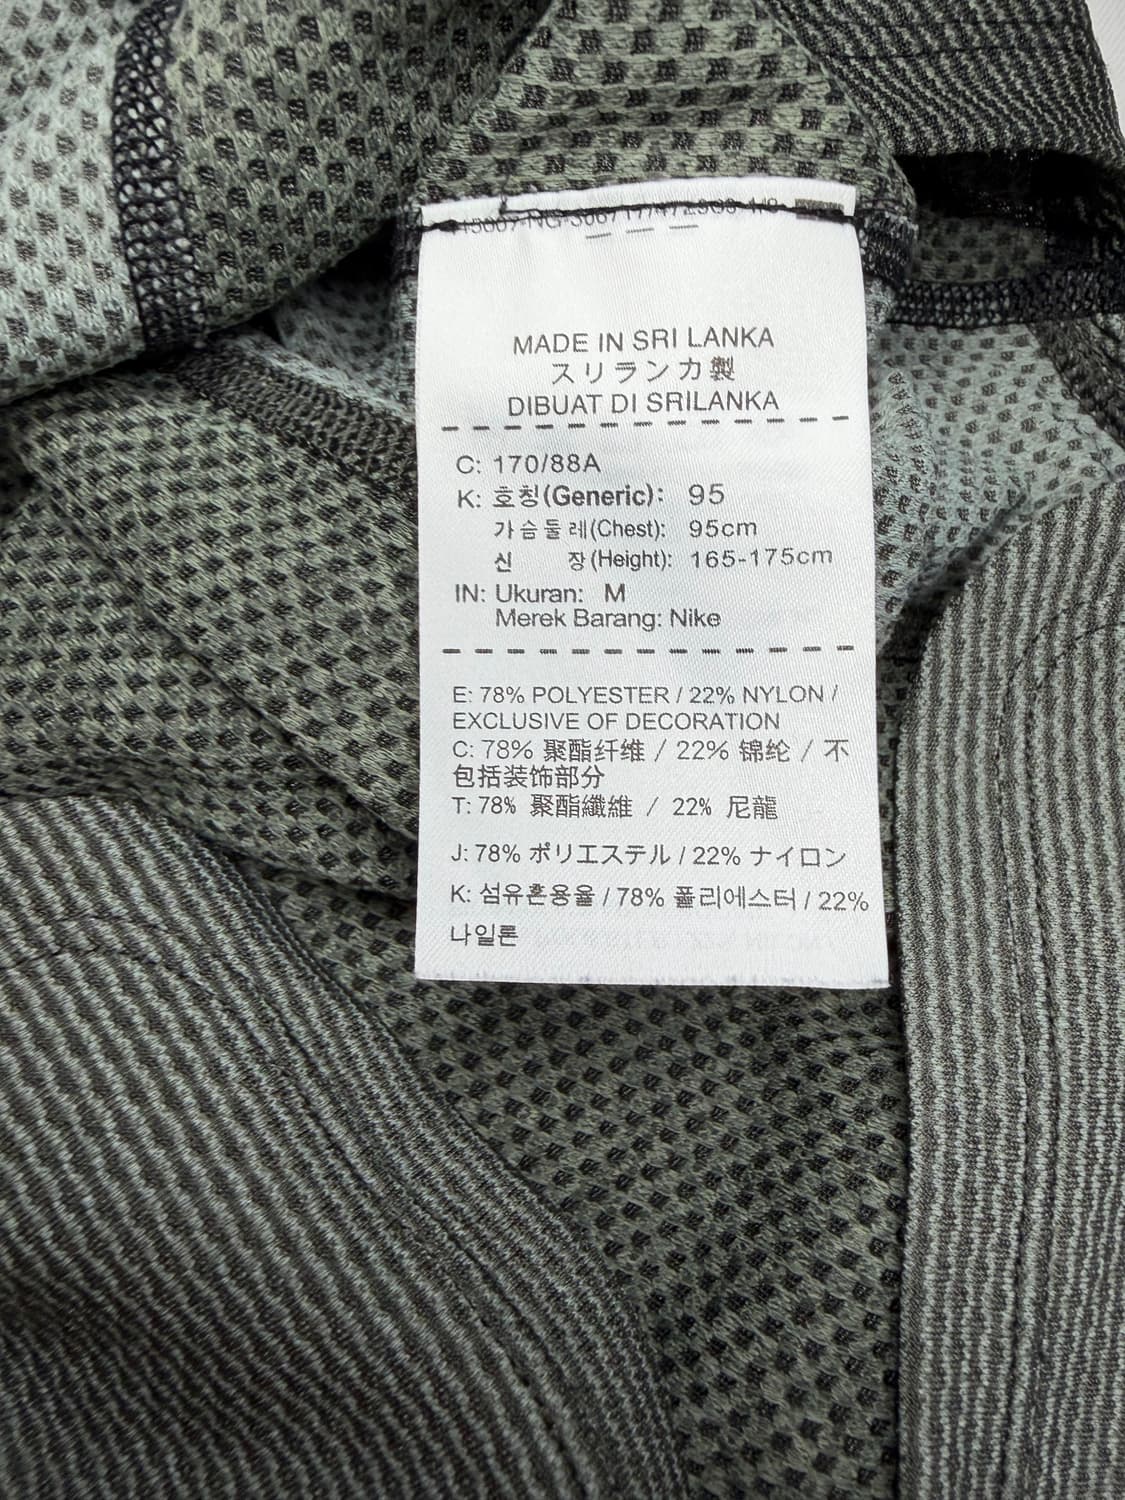 MADE IN SRI LANKA
スリランカ製
DIBUAT DI SRILANKA
C: 170/88A
K: 호칭(Generic): 95
가슴둘레(Chest): 95cm
신 장(Height): 165-175cm
IN: Ukuran: M
Merek Barang: Nike
E: 78% POLYESTER / 22% NYLON /
EXCLUSIVE OF DECORATION
C: 78% 聚酯纤维 / 22% 锦纶 / 不
包括装饰部分
T: 78% 聚酯纖維 / 22% 尼龍
J: 78% ポリエステル / 22% ナイロン
K: 섬유혼용율 / 78% 폴리에스터 / 22%
나일론